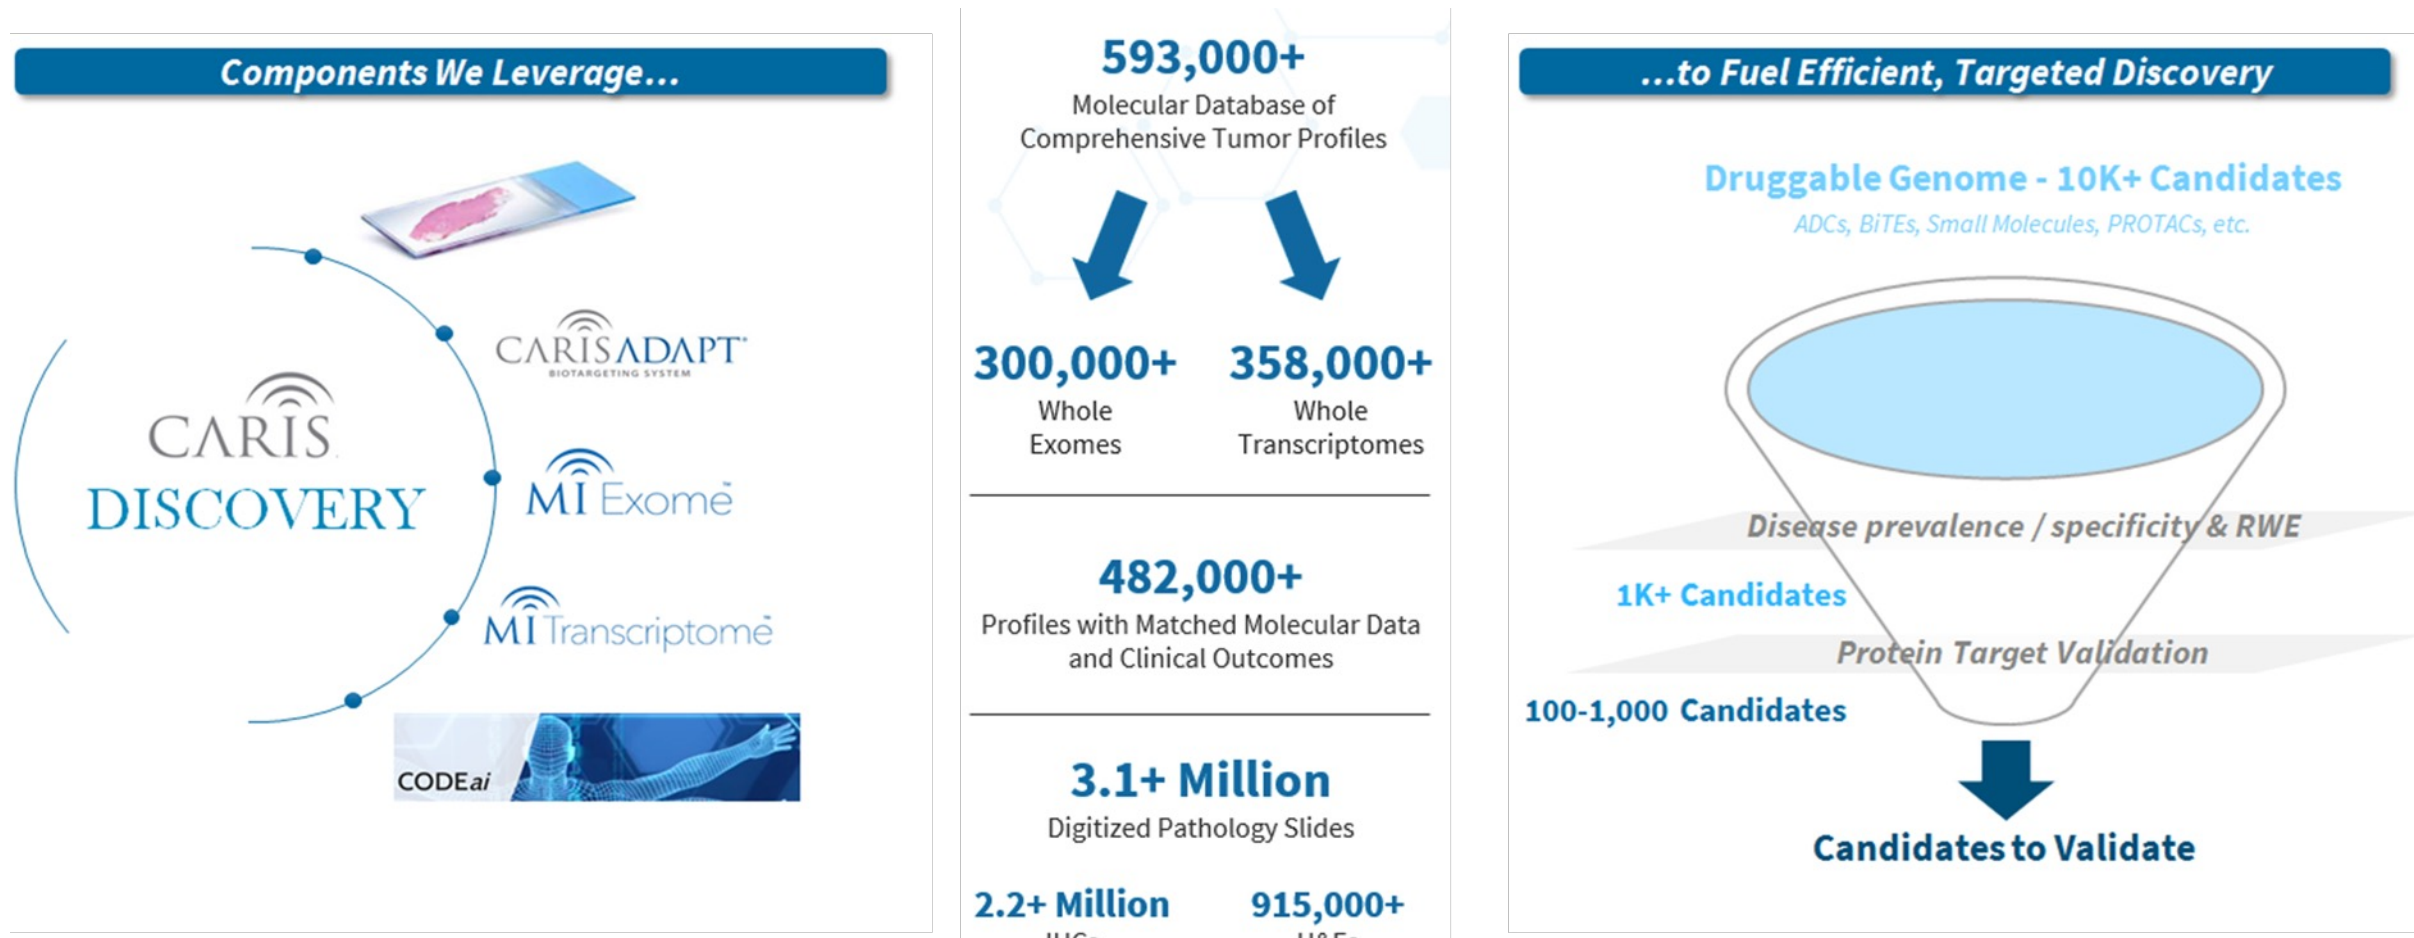 Components We Leverage...
CARISADAPT®
BIOTARGETING SYSTEM
CARIS
DISCOVERY
MI Exome™
MI Transcriptome™
CODEai
593,000+
Molecular Database of
Comprehensive Tumor Profiles
300,000+ 358,000+
Whole Whole
Exomes Transcriptomes
482,000+
Profiles with Matched Molecular Data
and Clinical Outcomes
3.1+ Million
Digitized Pathology Slides
2.2+ Million 915,000+
...to Fuel Efficient, Targeted Discovery
Druggable Genome - 10K+ Candidates
ADCs, BiTEs, Small Molecules, PROTACs, etc.
Disease prevalence / specificity & RWE
1K+ Candidates
Protein Target Validation
100-1,000 Candidates
Candidates to Validate